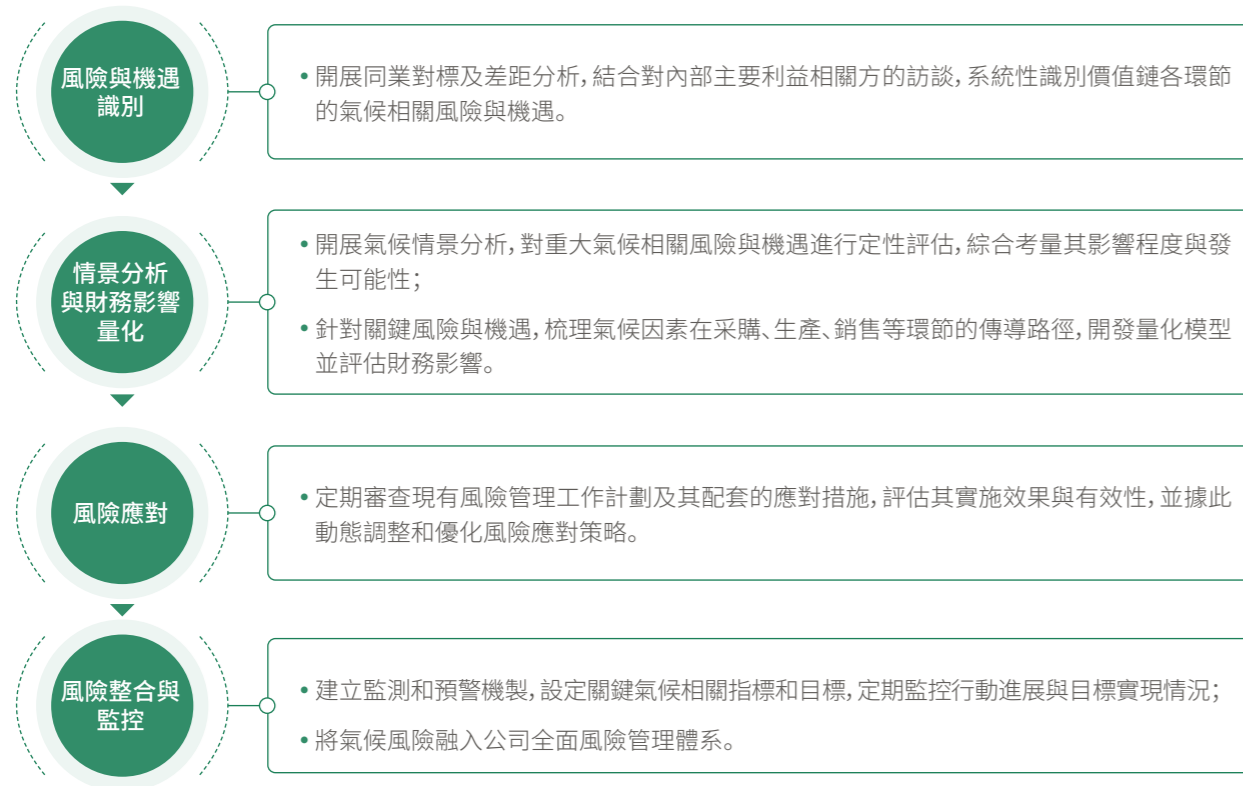 風險與機遇
識別
• 開展同業對標及差距分析,結合對內部主要利益相關方的訪談,系統性識別價值鏈各環節
的氣候相關風險與機遇。
情景分析
與財務影響
量化
• 開展氣候情景分析,對重大氣候相關風險與機遇進行定性評估,綜合考量其影響程度與發
生可能性;
• 針對關鍵風險與機遇,梳理氣候因素在采購、生產、銷售等環節的傳導路徑,開發量化模型
並評估財務影響。
風險應對
• 定期審查現有風險管理工作計劃及其配套的應對措施,評估其實施效果與有效性,並據此
動態調整和優化風險應對策略。
風險整合與
監控
• 建立監測和預警機製,設定關鍵氣候相關指標和目標,定期監控行動進展與目標實現情況;
• 將氣候風險融入公司全面風險管理體系。